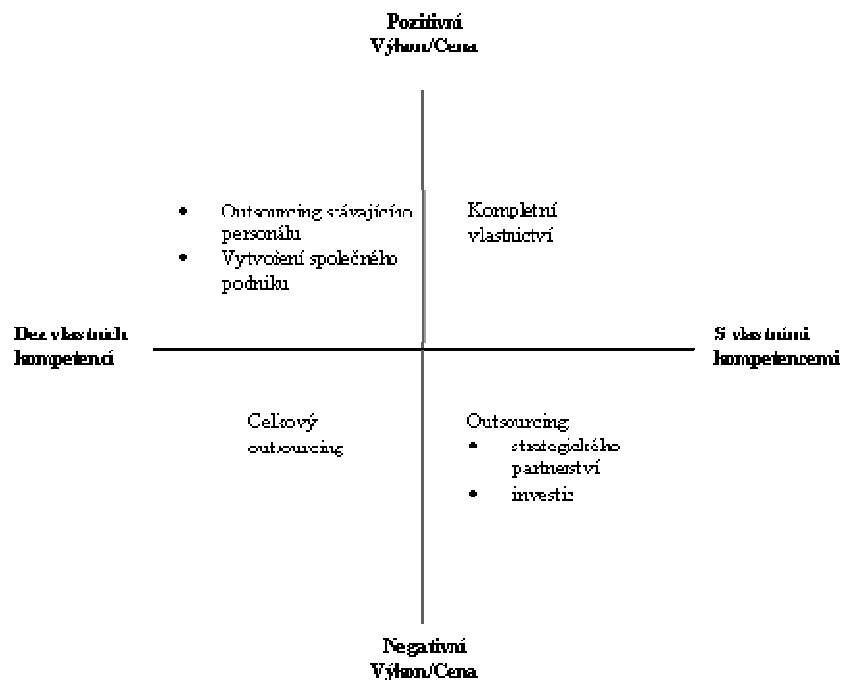 Pozitivní
Výkon/Cena
• Outsourcing stávajícího
personálu
• Vytvoření společného
podniku
Kompletní
vlastnictví
Bez vlastních
kompetencí
S vlastními
kompetencemi
Celkový
outsourcing
Outsourcing
• strategického
partnerství
• investic
Negativní
Výkon/Cena